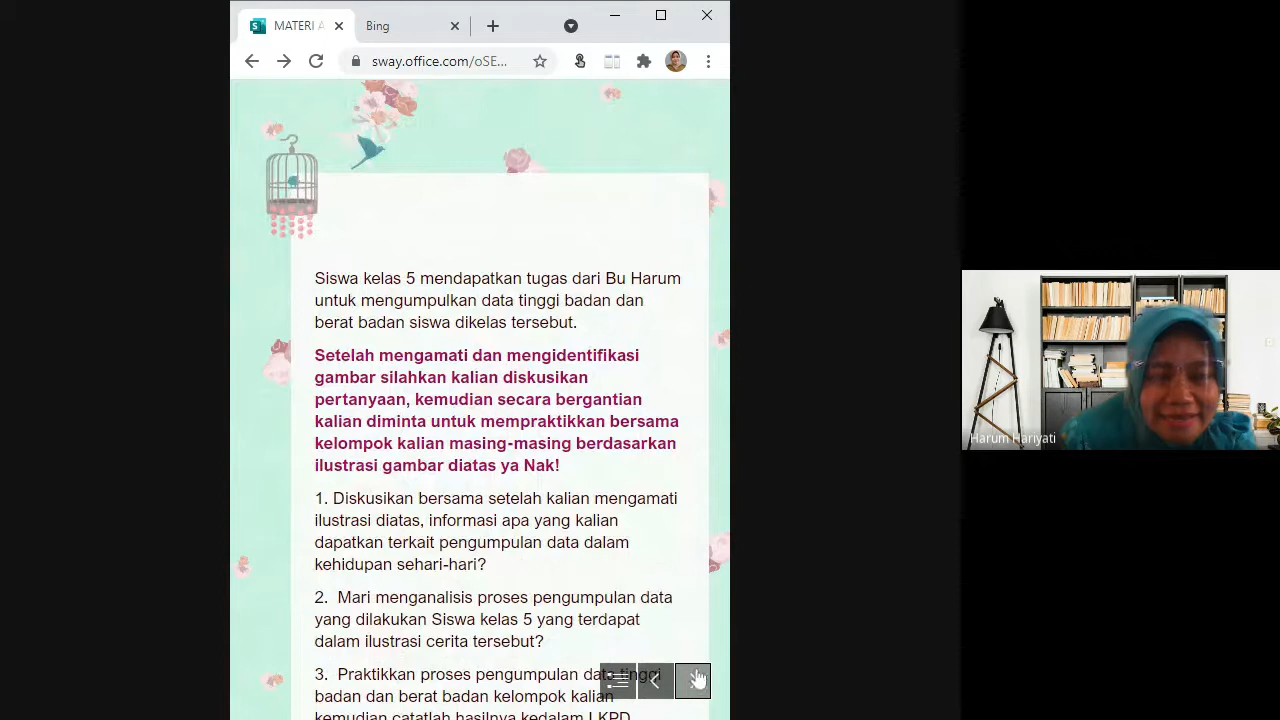 MATERI A
Bing
sway.office.com/oSE...
Siswa kelas 5 mendapatkan tugas dari Bu Harum
untuk mengumpulkan data tinggi badan dan
berat badan siswa dikelas tersebut.
Setelah mengamati dan mengidentifikasi
gambar silahkan kalian diskusikan
pertanyaan, kemudian secara bergantian
kalian diminta untuk mempraktikkan bersama
kelompok kalian masing-masing berdasarkan
ilustrasi gambar diatas ya Nak!
1. Diskusikan bersama setelah kalian mengamati
ilustrasi diatas, informasi apa yang kalian
dapatkan terkait pengumpulan data dalam
kehidupan sehari-hari?
2. Mari menganalisis proses pengumpulan data
yang dilakukan Siswa kelas 5 yang terdapat
dalam ilustrasi cerita tersebut?
3. Praktikkan proses pengumpulan data tinggi
badan dan berat badan kelompok kalian
kemudian catatlah hasilnya kedalam LKPD
Harum Hariyati